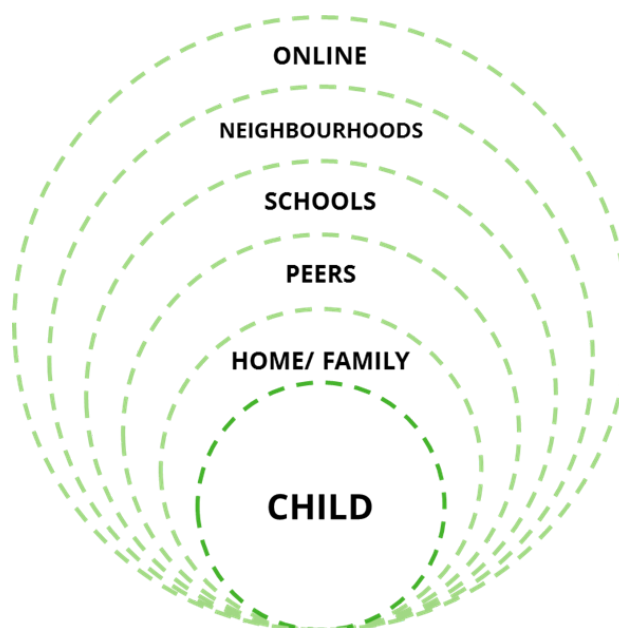 ONLINE
NEIGHBOURHOODS
SCHOOLS
PEERS
HOME/ FAMILY
CHILD